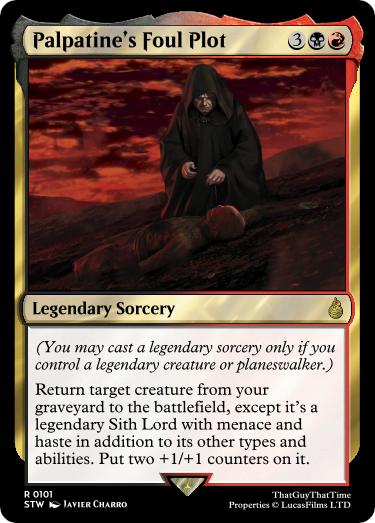 Palpatine's Foul Plot 3
Legendary Sorcery
(You may cast a legendary sorcery only if you
control a legendary creature or planeswalker.)
Return target creature from your
graveyard to the battlefield, except it's a
legendary Sith Lord with menace and
haste in addition to its other types and
abilities. Put two +1/+1 counters on it.
R 0101 ThatGuyThatTime
STW Javier Charro Properties © LucasFilms LTD